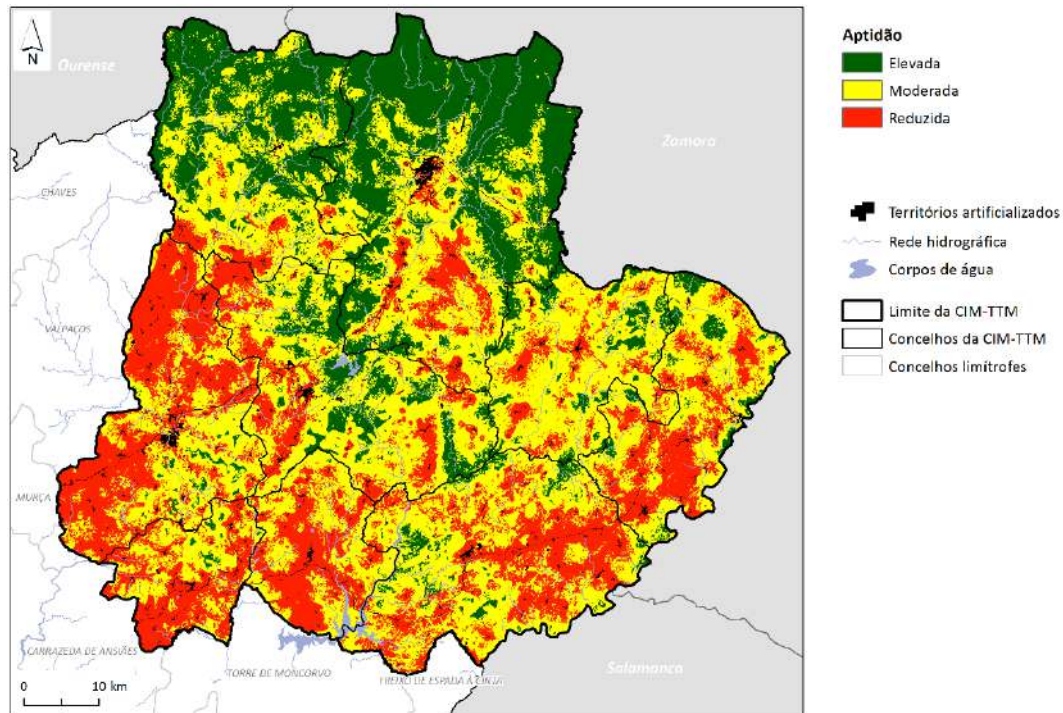 N
Ourense
Zamora
CHAVES
VALPAÇOS
MURÇA
CARRAZEDA DE ANSIÃES
TORRE DE MONCORVO
FREIXO DE ESPADA À CINTA
Salamanca
0 10 km
Aptidão
Elevada
Moderada
Reduzida
Territórios artificializados
Rede hidrográfica
Corpos de água
Limite da CIM-TTM
Concelhos da CIM-TTM
Concelhos limítrofes